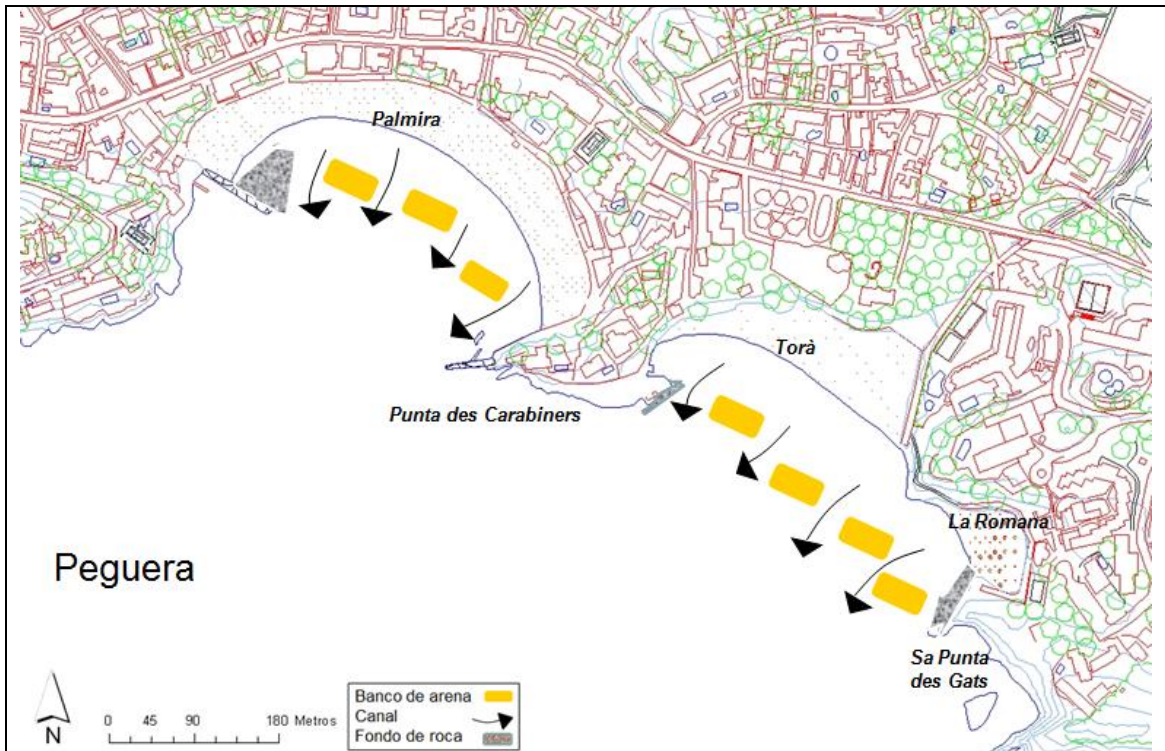 Palmira
Torà
Punta des Carabiners
La Romana
Peguera
Sa Punta
des Gats
Banco de arena
Canal
Fondo de roca
0 45 90 180 Metros
N